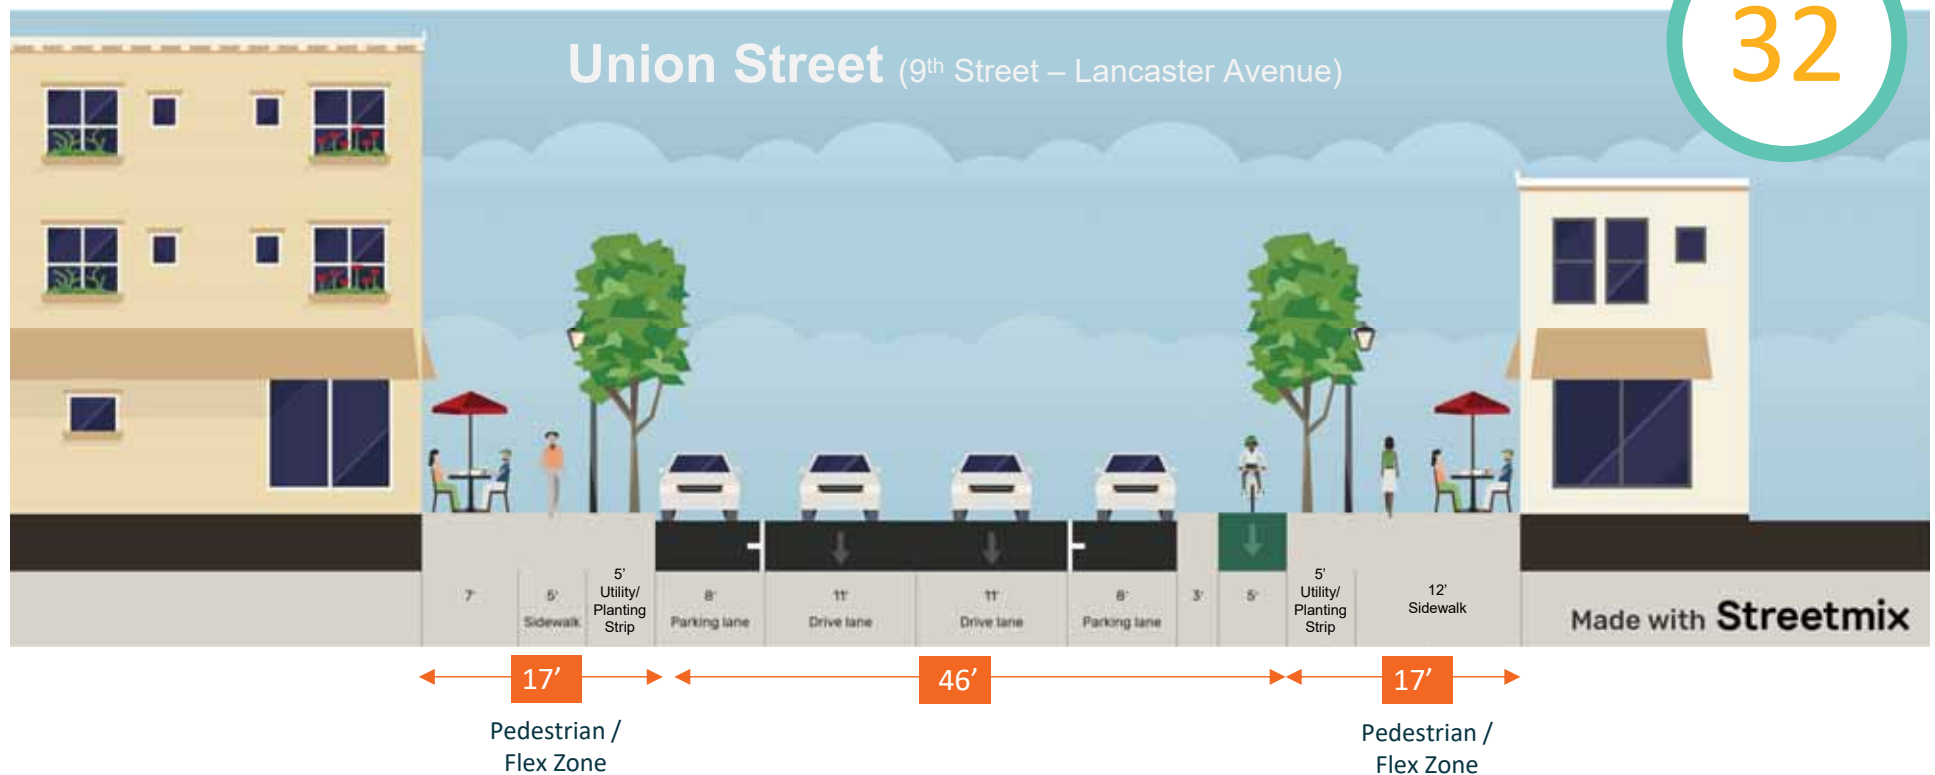 32
Union Street (9th Street – Lancaster Avenue)
7'
5'
Sidewalk
5'
Utility/
Planting
Strip
8'
Parking lane
11'
Drive lane
11'
Drive lane
8'
Parking lane
3'
5'
5'
Utility/
Planting
Strip
12'
Sidewalk
Made with Streetmix
17'
46'
17'
Pedestrian /
Flex Zone
Pedestrian /
Flex Zone